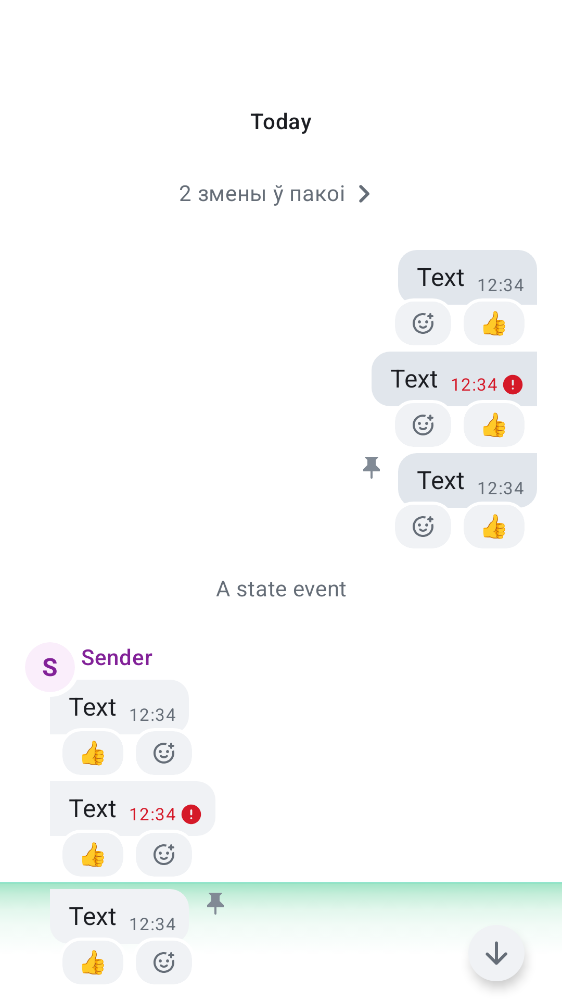 Today
2 змены ў пакоі
Text 12:34
👍
Text 12:34
👍
Text 12:34
👍
A state event
S Sender
Text 12:34
👍
Text 12:34
👍
Text 12:34
👍